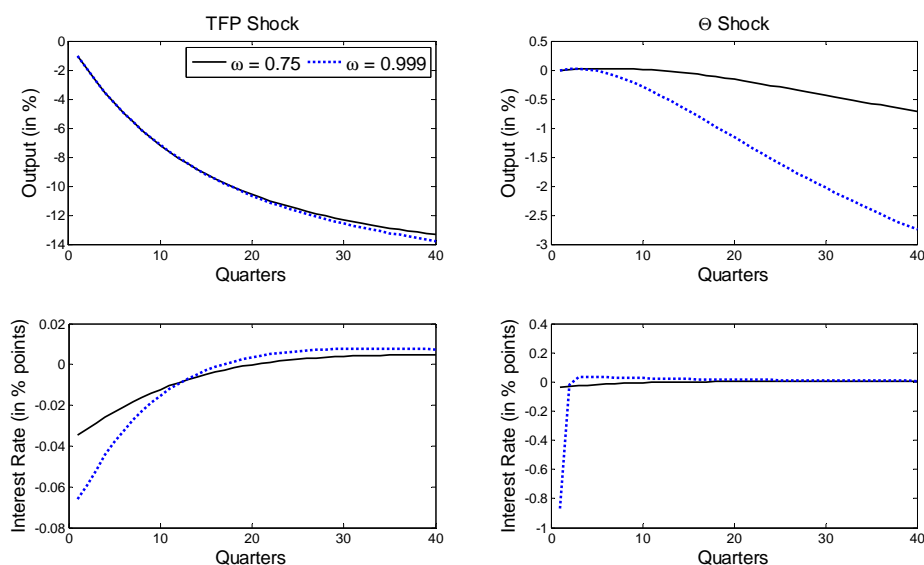 TFP Shock
Θ Shock
ω = 0.75 ω = 0.999
Output (in %)
0
-2
-4
-6
-8
-10
-12
-14
0 10 20 30 40
Quarters
Output (in %)
0.5
0
-0.5
-1
-1.5
-2
-2.5
-3
0 10 20 30 40
Quarters
Interest Rate (in % points)
0.02
0
-0.02
-0.04
-0.06
-0.08
0 10 20 30 40
Quarters
Interest Rate (in % points)
0.4
0.2
0
-0.2
-0.4
-0.6
-0.8
-1
0 10 20 30 40
Quarters